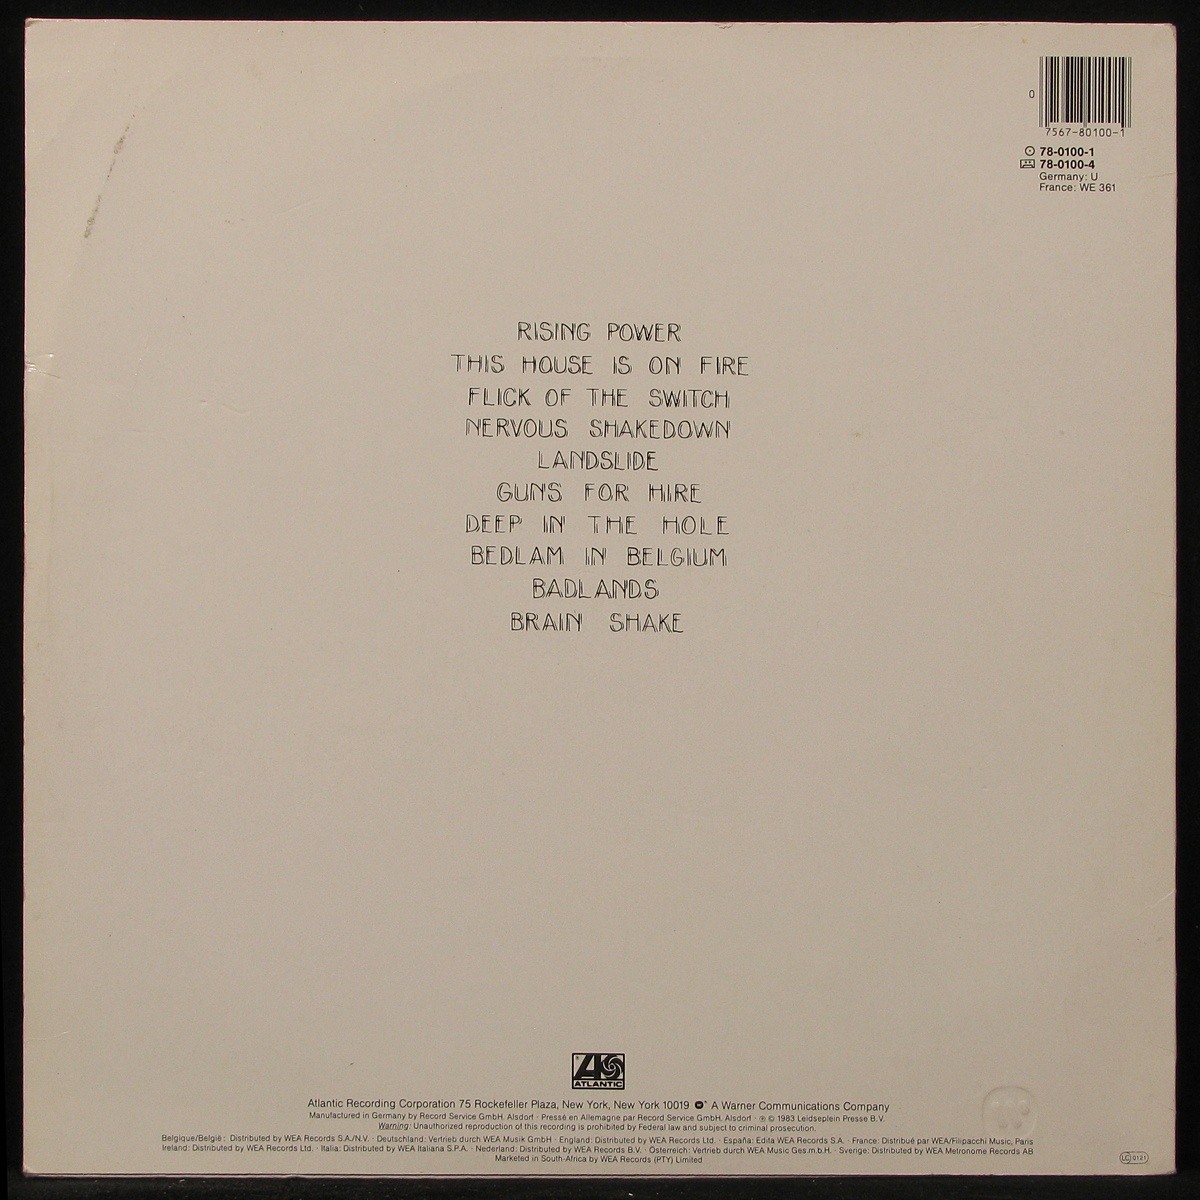 0
7567-80100-1
78-0100-1
78-0100-4
Germany: U
France: WE 361
RISING POWER
THIS HOUSE IS ON FIRE
FLICK OF THE SWITCH
NERVOUS SHAKEDOWN
LANDSLIDE
GUNS FOR HIRE
DEEP IN THE HOLE
BEDLAM IN BELGIUM
BADLANDS
BRAIN SHAKE
ATLANTIC
Atlantic Recording Corporation 75 Rockefeller Plaza, New York, New York 10019 A Warner Communications Company
Manufactured in Germany by Record Service GmbH, Alsdorf · Pressé en Allemagne par Record Service GmbH, Alsdorf · ℗ © 1983 Leidseplein Presse B.V.
Warning: Unauthorized reproduction of this recording is prohibited by Federal law and subject to criminal prosecution.
Belgique/België: Distributed by WEA Records S.A./N.V. · Deutschland: Vertrieb durch WEA Musik GmbH · England: Distributed by WEA Records Ltd. · España: Edita WEA Records S.A. · France: Distribué par WEA/Filipacchi Music, Paris
Ireland: Distributed by WEA Records Ltd. · Italia: Distributed by WEA Italiana S.P.A. · Nederland: Distributed by WEA Records B.V. · Österreich: Vertrieb durch WEA Music Ges.m.b.H. · Sverige: Distributed by WEA Metronome Records AB
Marketed in South-Africa by WEA Records (PTY) Limited
LC 0121